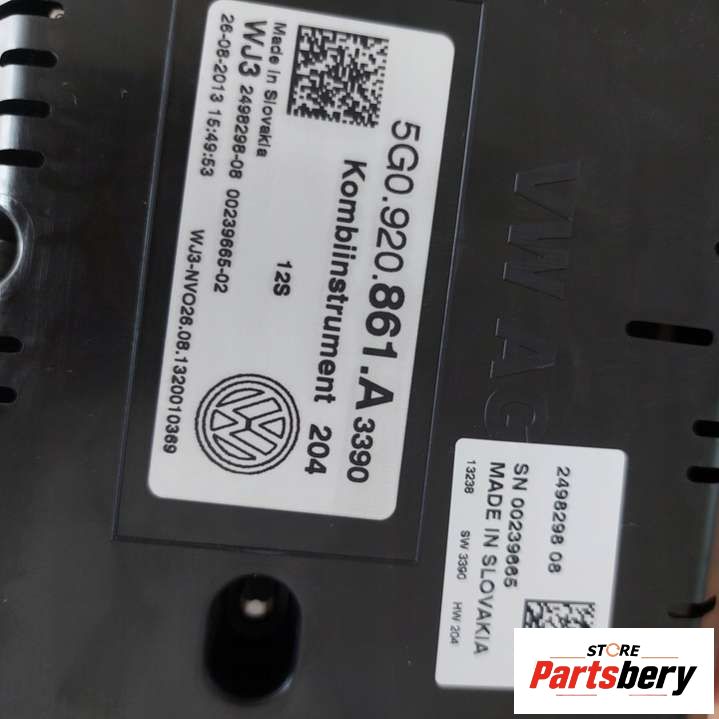 5G0.920.861.A 3390
Kombiinstrument 204
12S
Made in Slovakia
WJ3 2498298-08 00239665-02
26-08-2013 15:49:53
WJ3-NVO26.08.1320010369
VW AG
2498298 08
SN 00239665
MADE IN SLOVAKIA
13238 SW 3390 HW 204
STORE
Partsbery